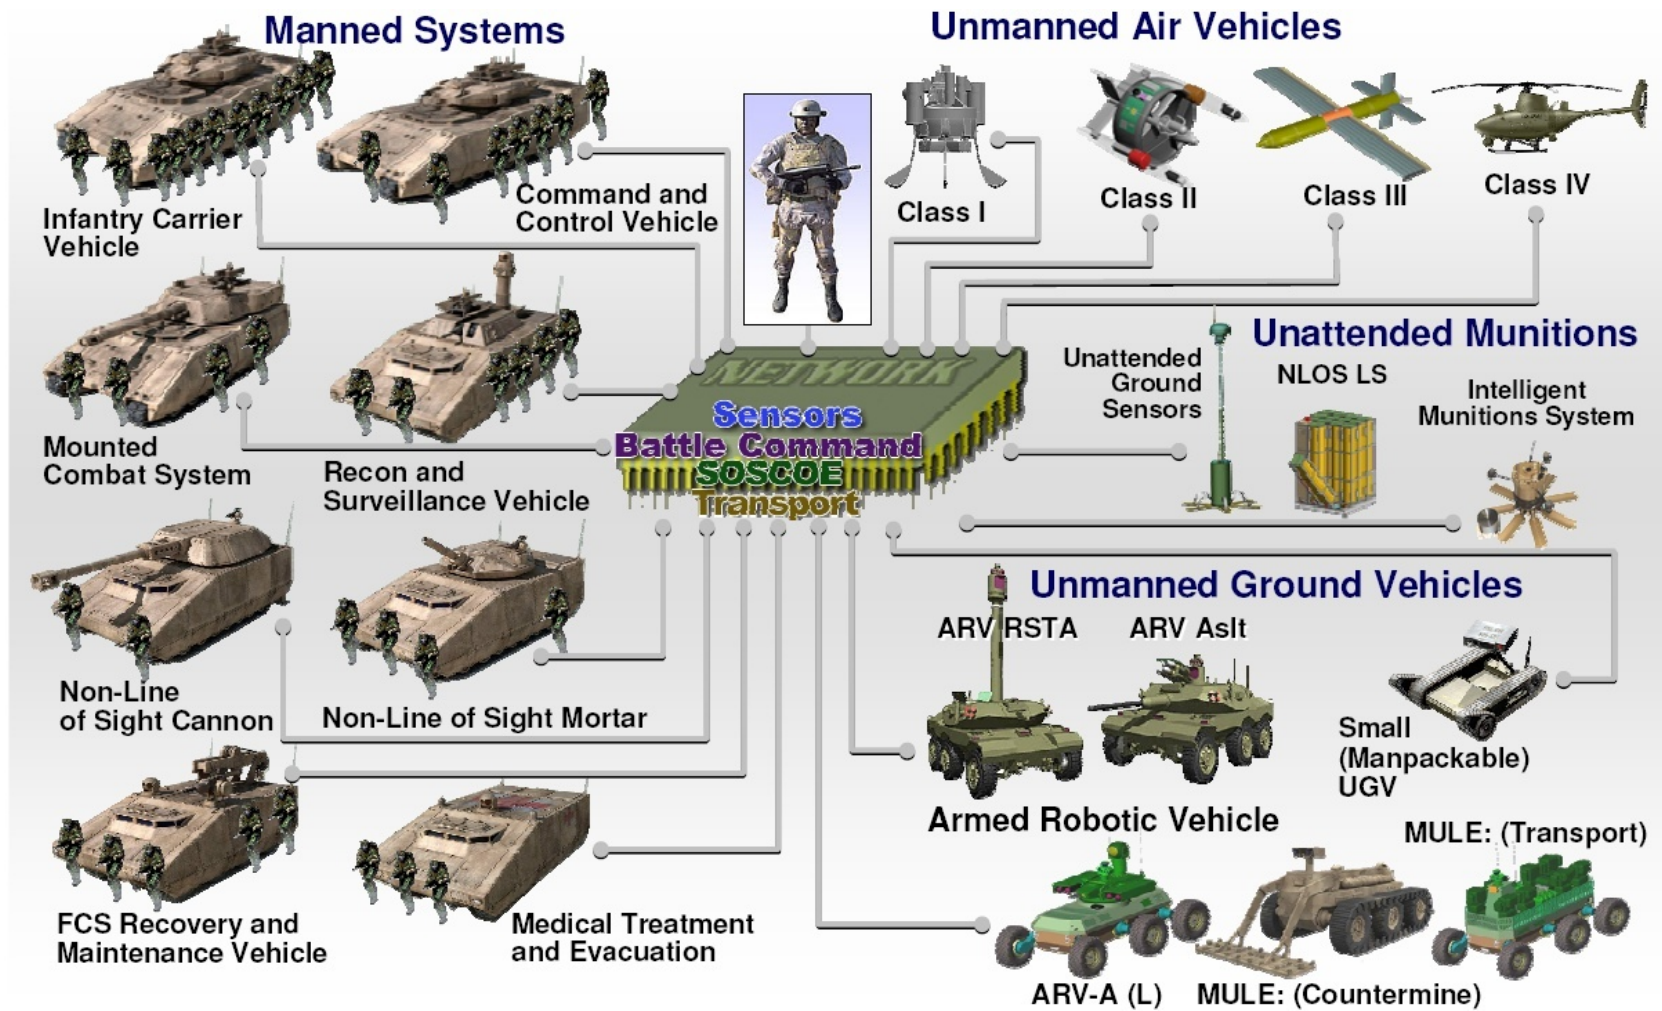 Manned Systems
Unmanned Air Vehicles
Infantry Carrier
Vehicle
Command and
Control Vehicle
Class I
Class II
Class III
Class IV
Mounted
Combat System
Recon and
Surveillance Vehicle
NETWORK
Sensors
Battle Command
SOSCOE
Transport
Unattended
Ground
Sensors
Unattended Munitions
NLOS LS
Intelligent
Munitions System
Non-Line
of Sight Cannon
Non-Line of Sight Mortar
Unmanned Ground Vehicles
ARV RSTA
ARV Aslt
Small
(Manpackable)
UGV
Armed Robotic Vehicle
FCS Recovery and
Maintenance Vehicle
Medical Treatment
and Evacuation
MULE: (Transport)
ARV-A (L)
MULE: (Countermine)